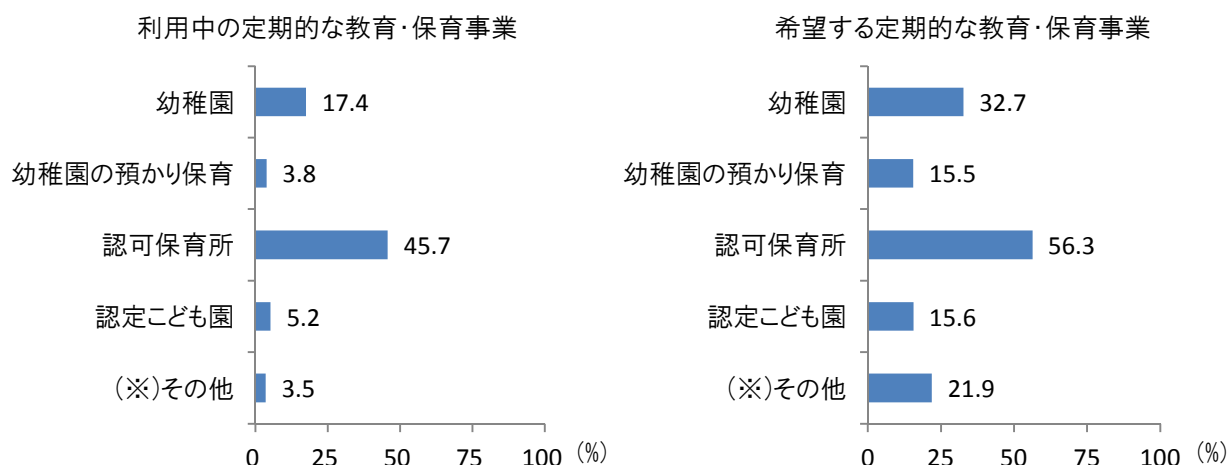 利用中の定期的な教育・保育事業
幼稚園 17.4
幼稚園の預かり保育 3.8
認可保育所 45.7
認定こども園 5.2
(※)その他 3.5
0 25 50 75 100 (%)
希望する定期的な教育・保育事業
幼稚園 32.7
幼稚園の預かり保育 15.5
認可保育所 56.3
認定こども園 15.6
(※)その他 21.9
0 25 50 75 100 (%)